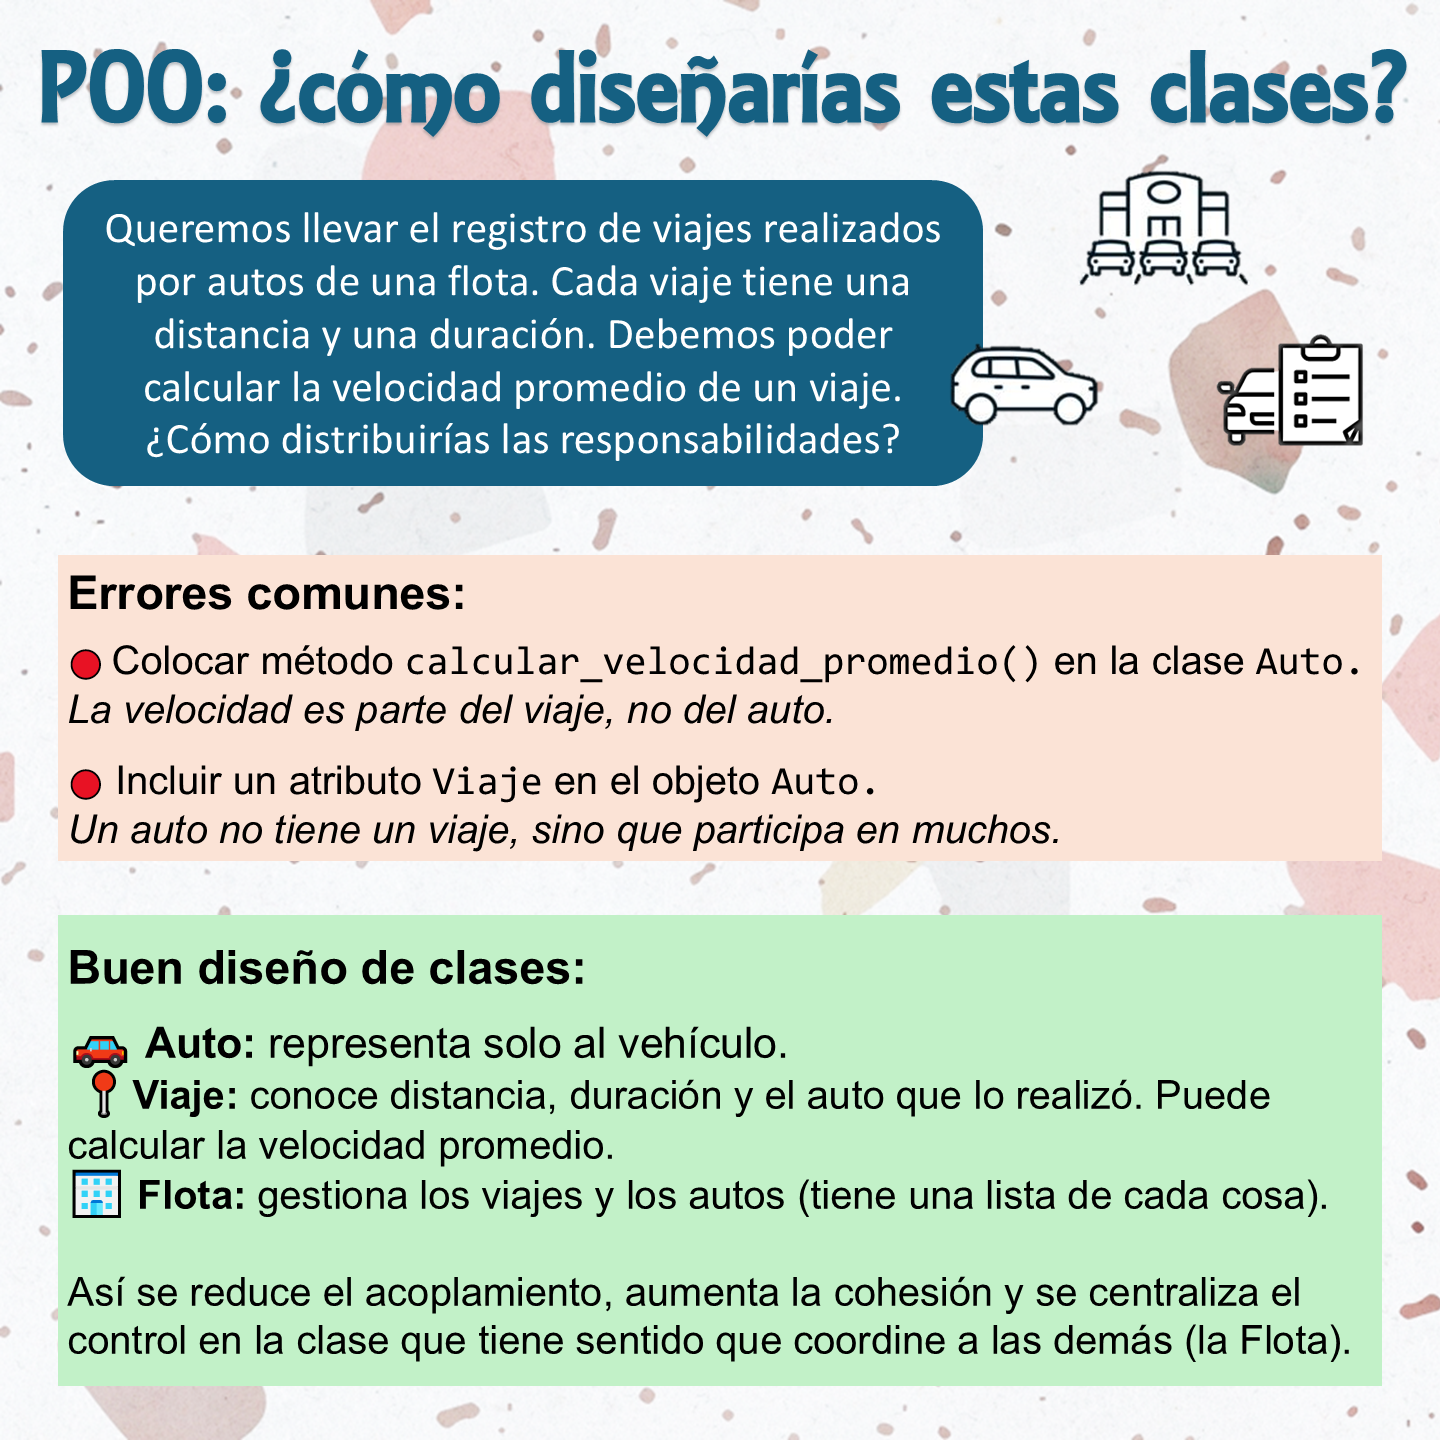 POO: ¿cómo diseñarías estas clases?
Queremos llevar el registro de viajes realizados
por autos de una flota. Cada viaje tiene una
distancia y una duración. Debemos poder
calcular la velocidad promedio de un viaje.
¿Cómo distribuirías las responsabilidades?
Errores comunes:
Colocar método calcular_velocidad_promedio() en la clase Auto.
La velocidad es parte del viaje, no del auto.
Incluir un atributo Viaje en el objeto Auto.
Un auto no tiene un viaje, sino que participa en muchos.
Buen diseño de clases:
Auto: representa solo al vehículo.
Viaje: conoce distancia, duración y el auto que lo realizó. Puede
calcular la velocidad promedio.
Flota: gestiona los viajes y los autos (tiene una lista de cada cosa).
Así se reduce el acoplamiento, aumenta la cohesión y se centraliza el
control en la clase que tiene sentido que coordine a las demás (la Flota).